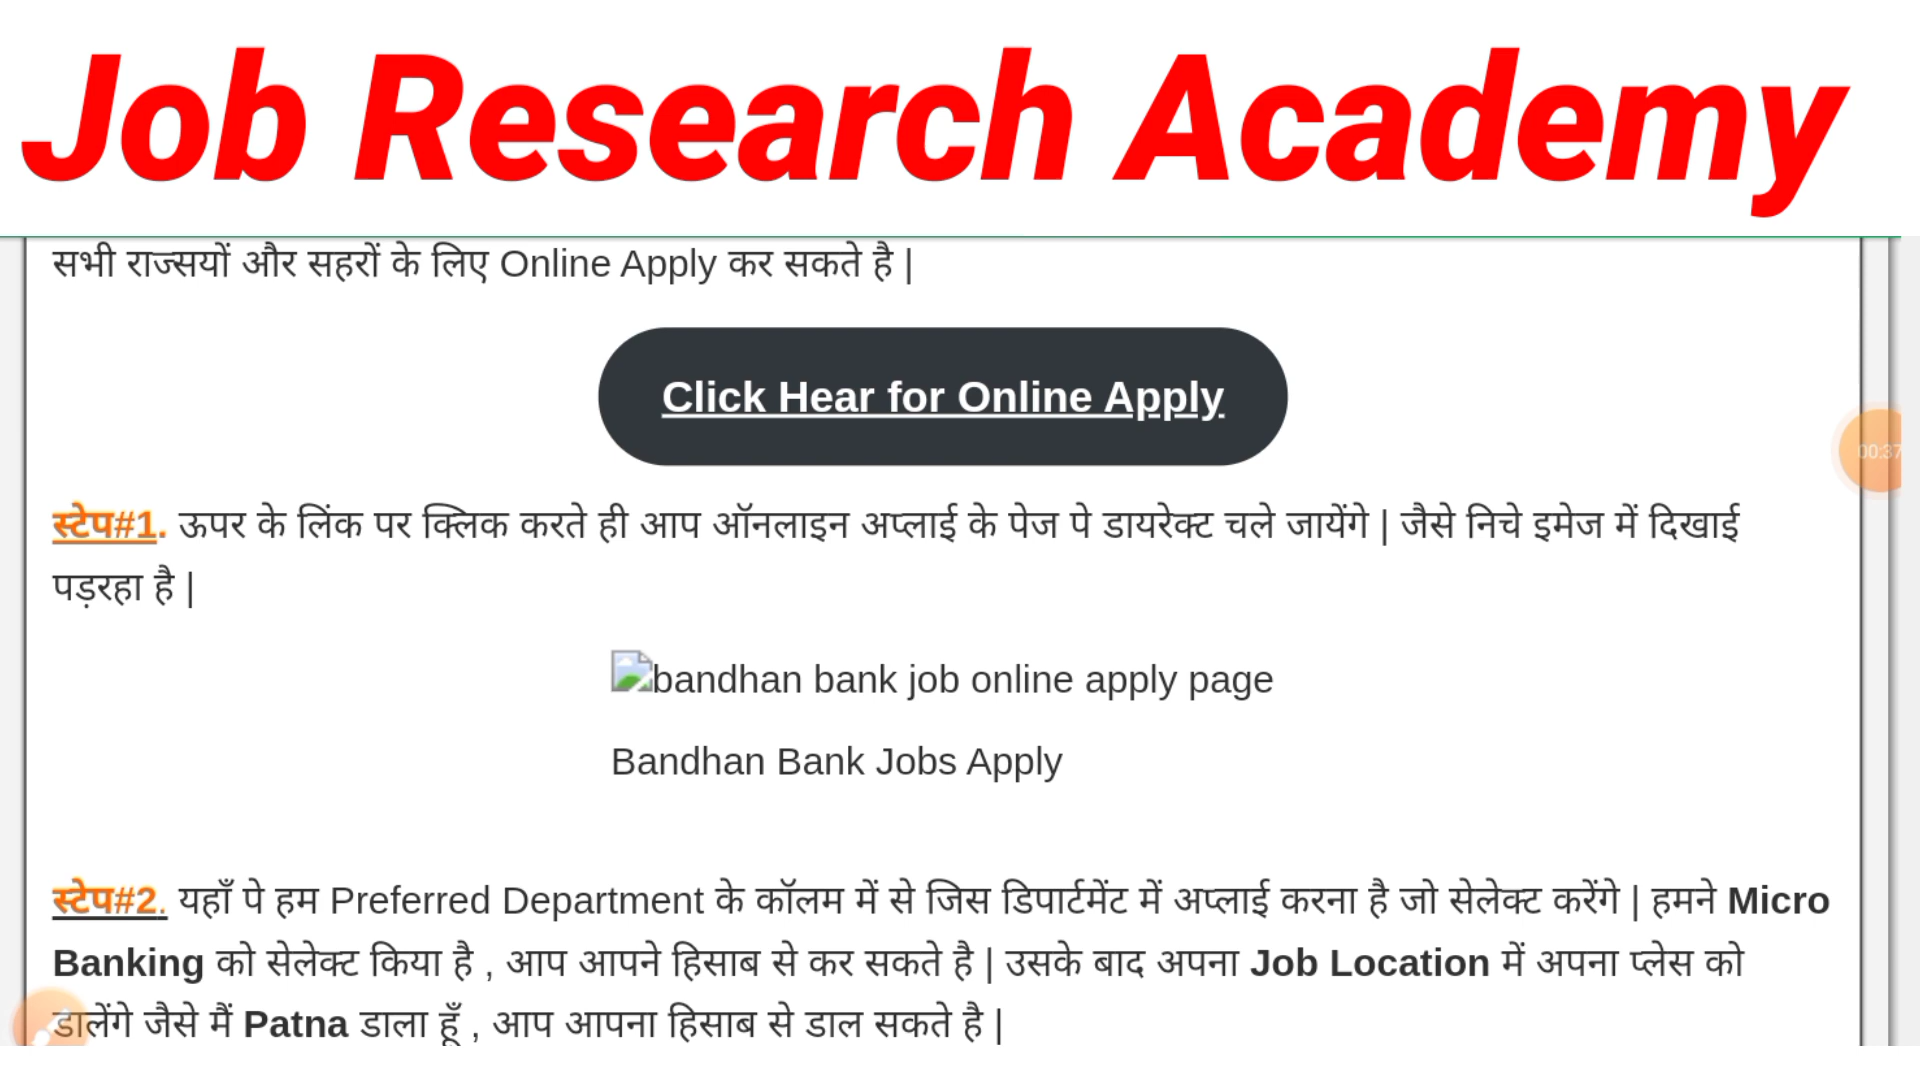 Job Research Academy
सभी राज्सयों और सहरों के लिए Online Apply कर सकते है |
Click Hear for Online Apply
00:37
स्टेप#1. ऊपर के लिंक पर क्लिक करते ही आप ऑनलाइन अप्लाई के पेज पे डायरेक्ट चले जायेंगे | जैसे निचे इमेज में दिखाई
पड़रहा है |
bandhan bank job online apply page
Bandhan Bank Jobs Apply
स्टेप#2. यहाँ पे हम Preferred Department के कॉलम में से जिस डिपार्टमेंट में अप्लाई करना है जो सेलेक्ट करेंगे | हमने Micro
Banking को सेलेक्ट किया है , आप आपने हिसाब से कर सकते है | उसके बाद अपना Job Location में अपना प्लेस को
डालेंगे जैसे मैं Patna डाला हूँ , आप आपना हिसाब से डाल सकते है |